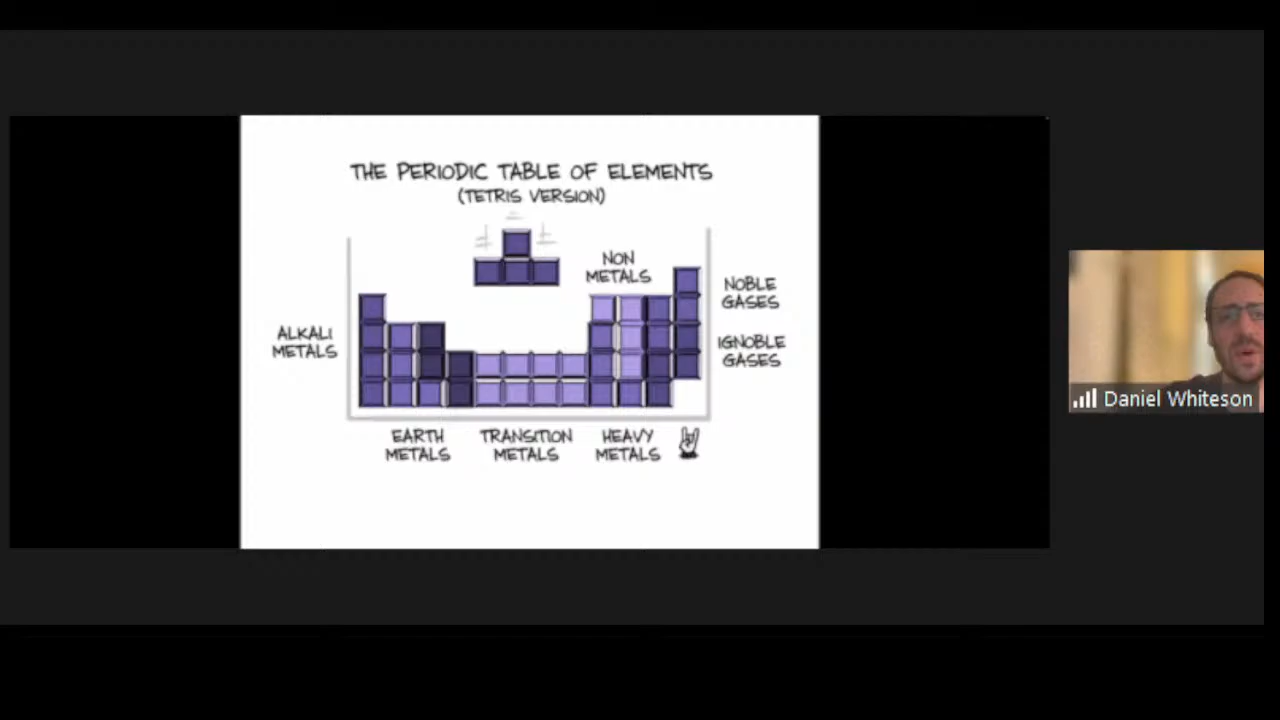 THE PERIODIC TABLE OF ELEMENTS
(TETRIS VERSION)
NON
METALS
NOBLE
GASES
ALKALI
METALS
IGNOBLE
GASES
EARTH
METALS
TRANSITION
METALS
HEAVY
METALS
Daniel Whiteson